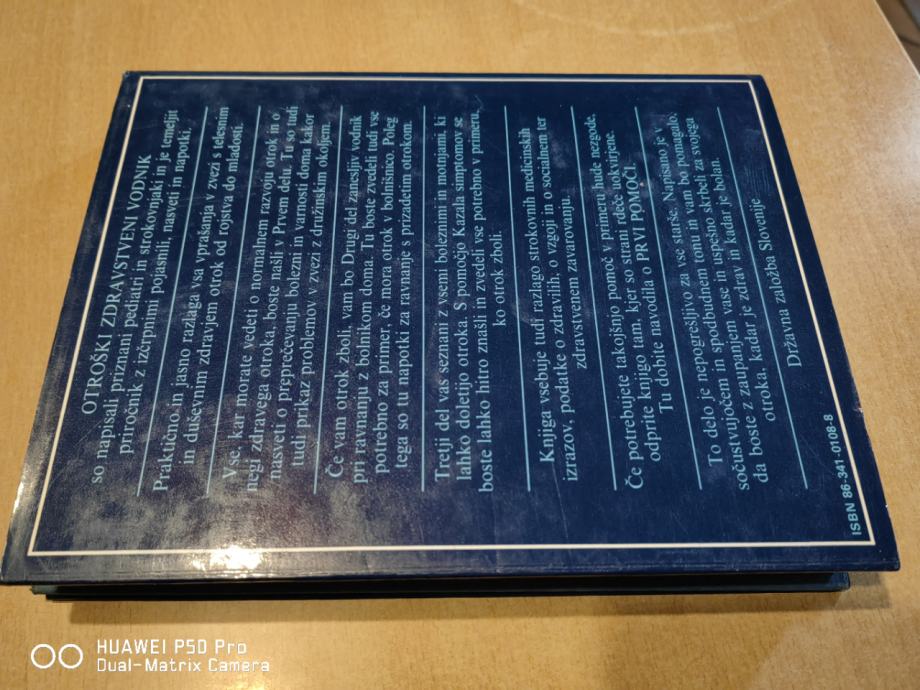 OTROŠKI ZDRAVSTVENI VODNIK
so napisali priznani pediatri in strokovnjaki in je temeljit
priročnik z izčrpnimi pojasnili, nasveti in napotki.
Praktično in jasno razlaga vsa vprašanja v zvezi s telesnim
in duševnim zdravjem otrok od rojstva do mladosti.
Vse, kar morate vedeti o normalnem razvoju otrok in o
negi zdravega otroka, boste našli v Prvem delu. Tu so tudi
nasveti o preprečevanju bolezni in varnosti doma kakor
tudi prikaz problemov v zvezi z družinskim okoljem.
Če vam otrok zboli, vam bo Drugi del zanesljiv vodnik
pri ravnanju z bolnikom doma. Tu boste zvedeli tudi vse
potrebno za primer, če mora otrok v bolnišnico. Poleg
tega so tu napotki za ravnanje s prizadetim otrokom.
Tretji del vas seznani z vsemi boleznimi in motnjami, ki
lahko doletijo otroka. S pomočjo Kazala simptomov se
boste lahko hitro znašli in zvedeli vse potrebno v primeru,
ko otrok zboli.
Knjiga vsebuje tudi razlago strokovnih medicinskih
izrazov, podatke o zdravilih, o vzgoji in o socialnem ter
zdravstvenem zavarovanju.
Če potrebujete takojšnjo pomoč v primeru hude nezgode,
odprite knjigo tam, kjer so strani rdeče uokvirjene.
Tu dobite navodila o PRVI POMOČI.
To delo je nepogrešljivo za vse starše. Napisano je v
sočustvujočem in spodbudnem tonu in vam bo pomagalo,
da boste z zaupanjem vase in uspešno skrbeli za svojega
otroka, kadar je zdrav in kadar je bolan.
Državna založba Slovenije
ISBN 86-341-0108-8
HUAWEI P50 Pro
Dual-Matrix Camera